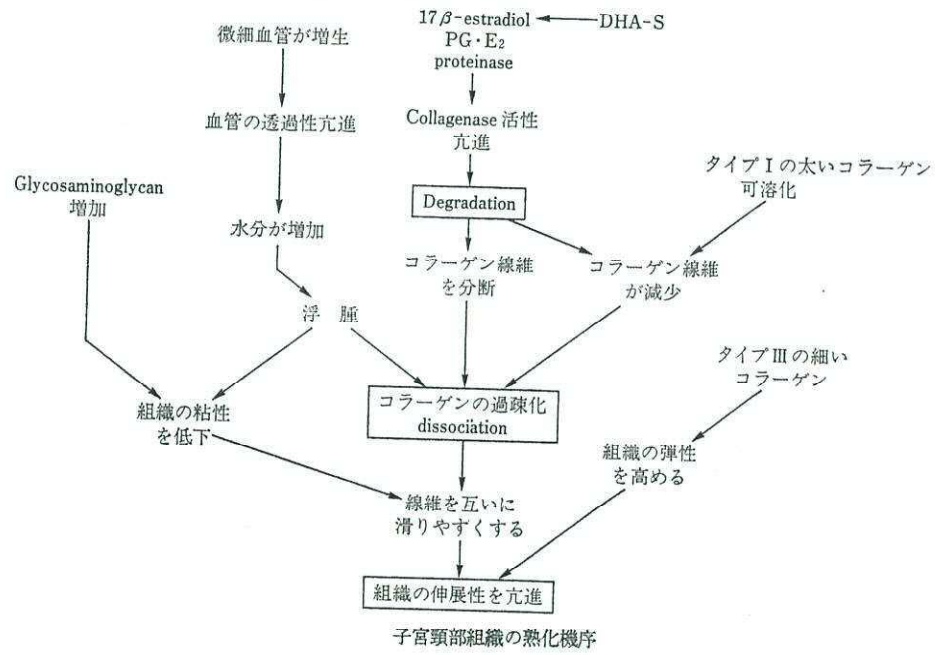 17β-estradiol
DHA-S
PG・E₂
proteinase
微細血管が増生
血管の透過性亢進
Collagenase 活性
亢進
タイプⅠの太いコラーゲン
可溶化
Glycosaminoglycan
増加
Degradation
水分が増加
コラーゲン線維
を分断
コラーゲン線維
が減少
浮 腫
タイプⅢの細い
コラーゲン
組織の粘性
を低下
コラーゲンの過疎化
dissociation
組織の弾性
を高める
線維を互いに
滑りやすくする
組織の伸展性を亢進
子宮頸部組織の熟化機序